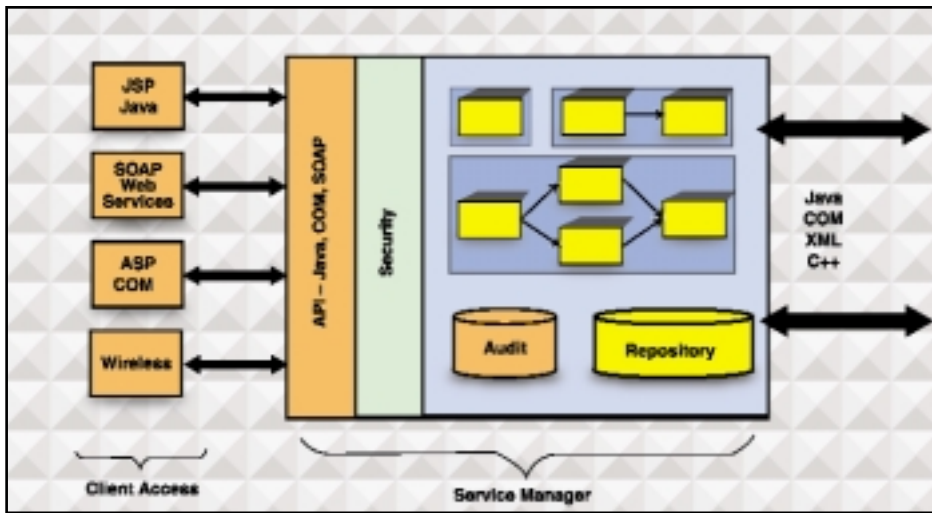 JSP
Java
SOAP
Web
Services
ASP
COM
Wireless
API – Java, COM, SOAP
Security
Audit
Repository
Java
COM
XML
C++
Client Access
Service Manager